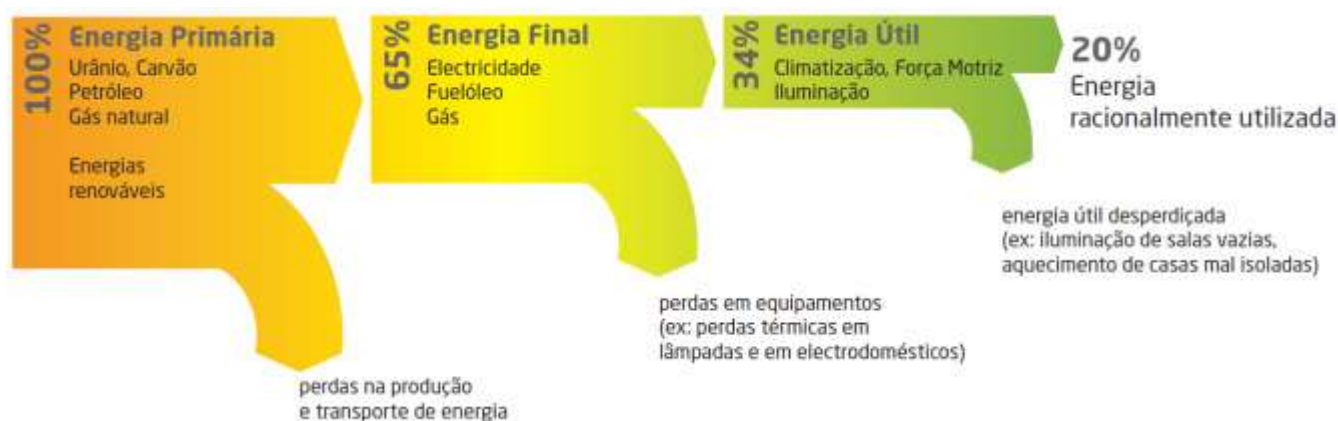 100%
Energia Primária
Urânio, Carvão
Petróleo
Gás natural
Energias
renováveis
perdas na produção
e transporte de energia
65%
Energia Final
Electricidade
Fuelóleo
Gás
perdas em equipamentos
(ex: perdas térmicas em
lâmpadas e em electrodomésticos)
34%
Energia Útil
Climatização, Força Motriz
Iluminação
energia útil desperdiçada
(ex: iluminação de salas vazias,
aquecimento de casas mal isoladas)
20%
Energia
racionalmente utilizada